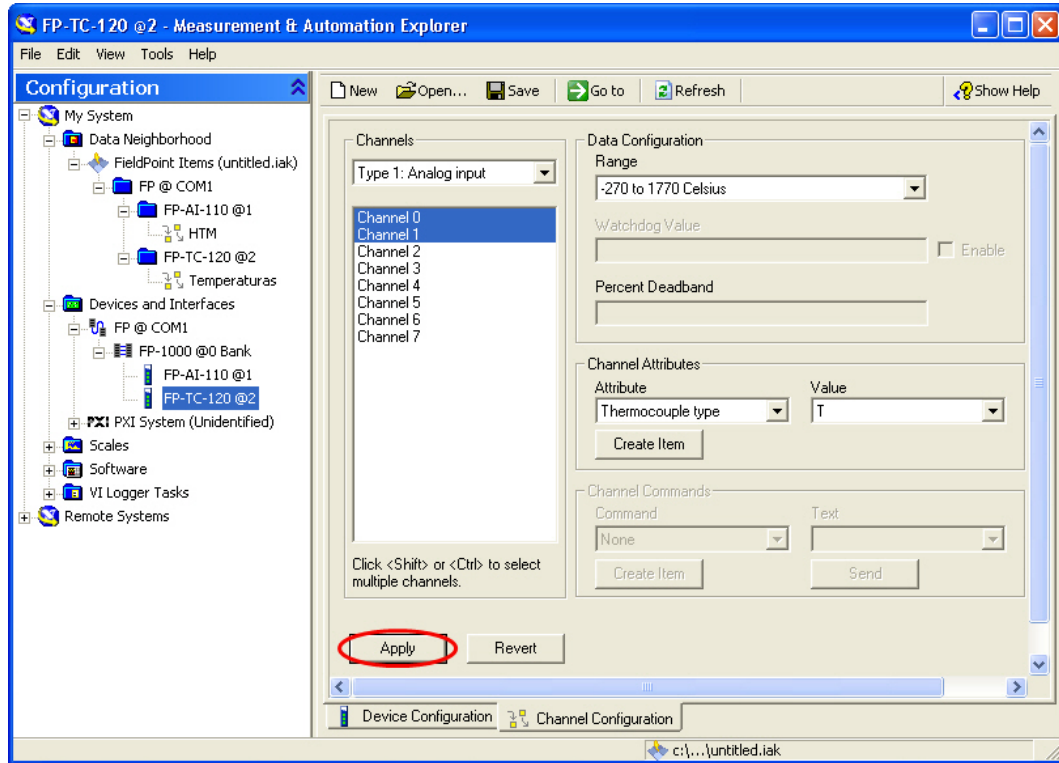 FP-TC-120 @2 - Measurement & Automation Explorer
File Edit View Tools Help
Configuration
New Open... Save Go to Refresh Show Help
My System
Data Neighborhood
FieldPoint Items (untitled.iak)
FP @ COM1
FP-AI-110 @1
HTM
FP-TC-120 @2
Temperaturas
Devices and Interfaces
FP @ COM1
FP-1000 @0 Bank
FP-AI-110 @1
FP-TC-120 @2
PXI PXI System (Unidentified)
Scales
Software
VI Logger Tasks
Remote Systems
Channels
Type 1: Analog input
Channel 0
Channel 1
Channel 2
Channel 3
Channel 4
Channel 5
Channel 6
Channel 7
Click <Shift> or <Ctrl> to select
multiple channels.
Data Configuration
Range
-270 to 1770 Celsius
Watchdog Value
Enable
Percent Deadband
Channel Attributes
Attribute Value
Thermocouple type T
Create Item
Channel Commands
Command Text
None
Create Item Send
Apply Revert
Device Configuration Channel Configuration
c:\...\untitled.iak